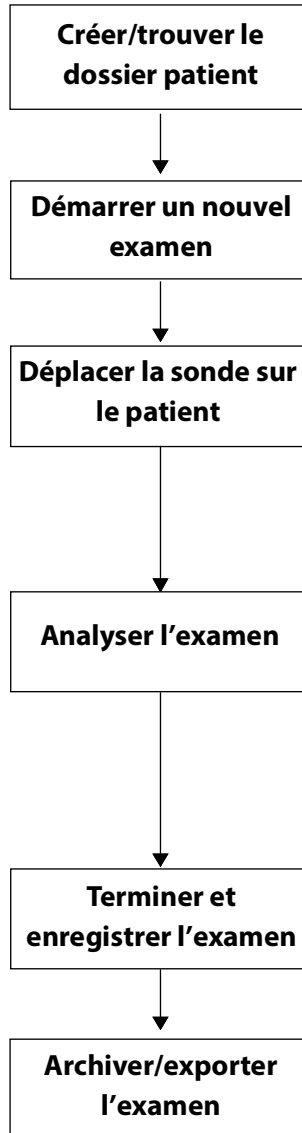 Créer/trouver le
dossier patient
Démarrer un nouvel
examen
Déplacer la sonde sur
le patient
Analyser l’examen
Terminer et
enregistrer l’examen
Archiver/exporter
l’examen